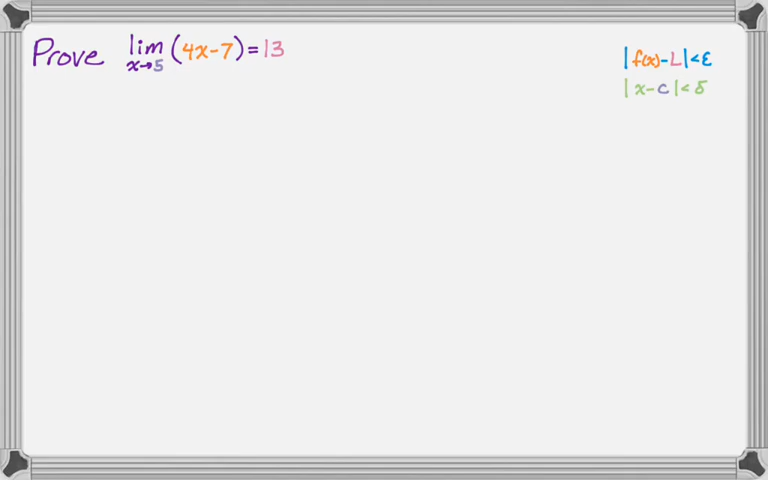 Prove lim (4x-7) = 13
x→5
|f(x)-L|<ε
|x-c|<δ